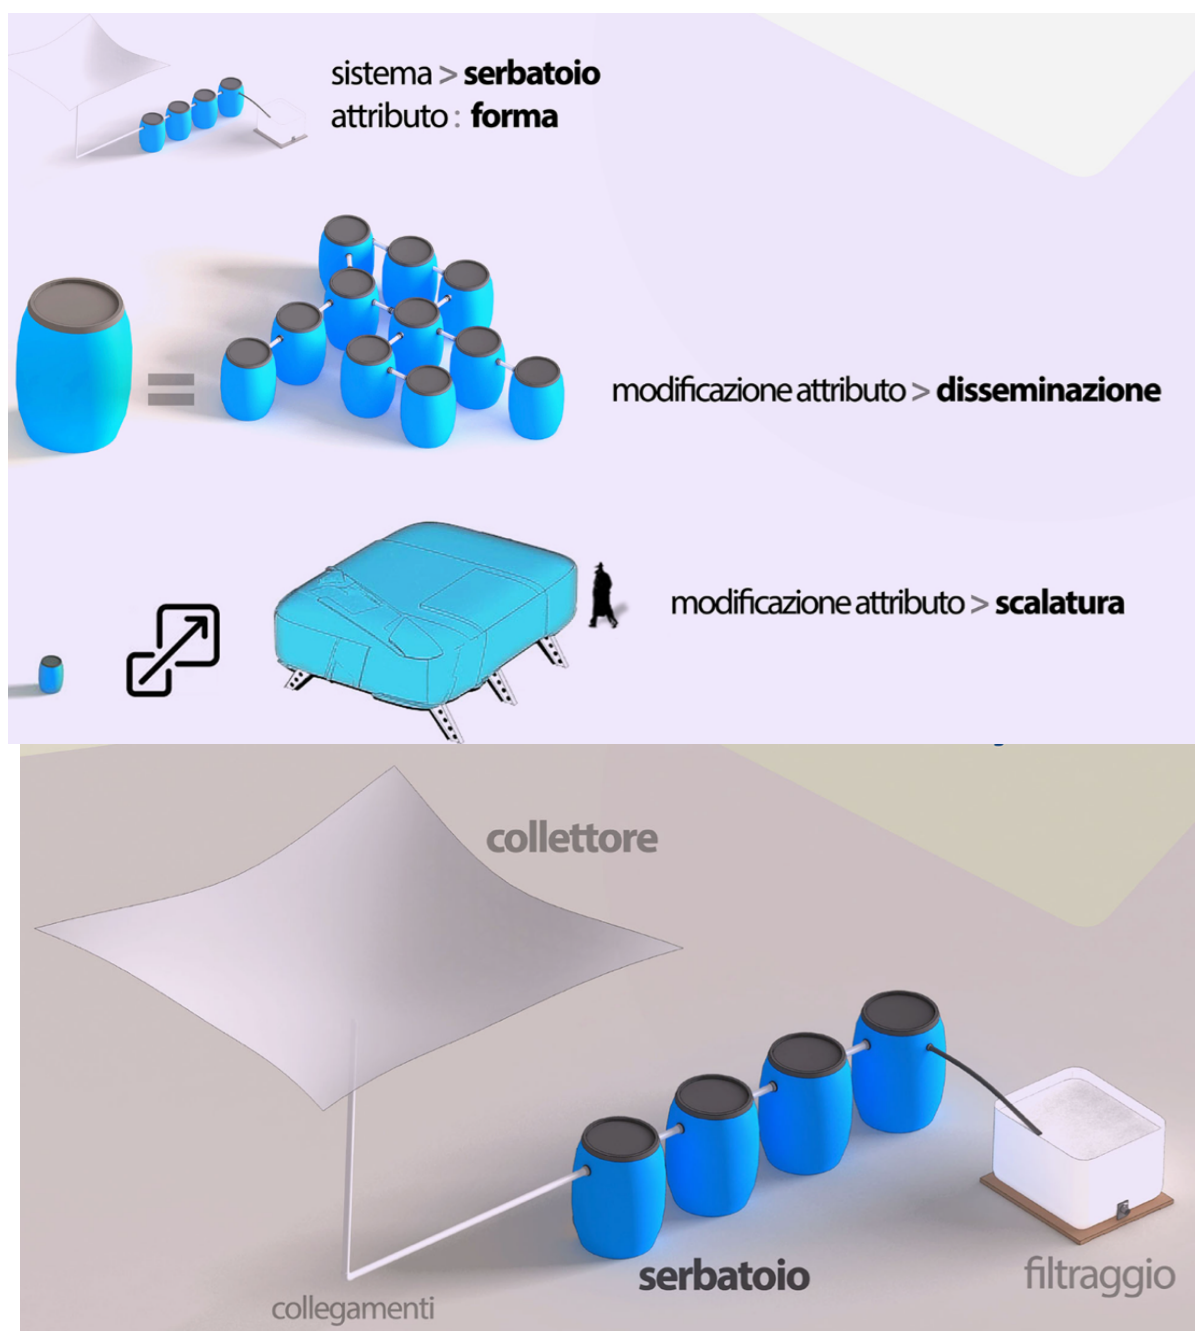 sistema > serbatoio
attributo : forma
modificazione attributo > disseminazione
modificazione attributo > scalatura
collettore
serbatoio
filtraggio
collegamenti